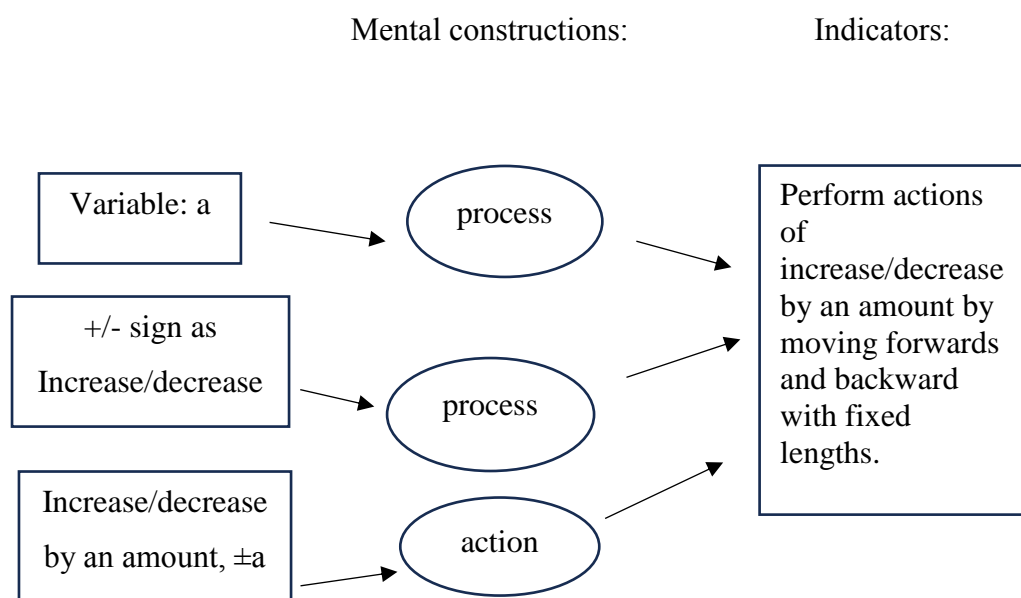 Mental constructions:
Indicators:
Variable: a
process
+/- sign as
Increase/decrease
process
Increase/decrease
by an amount, ±a
action
Perform actions
of
increase/decrease
by an amount by
moving forwards
and backward
with fixed
lengths.